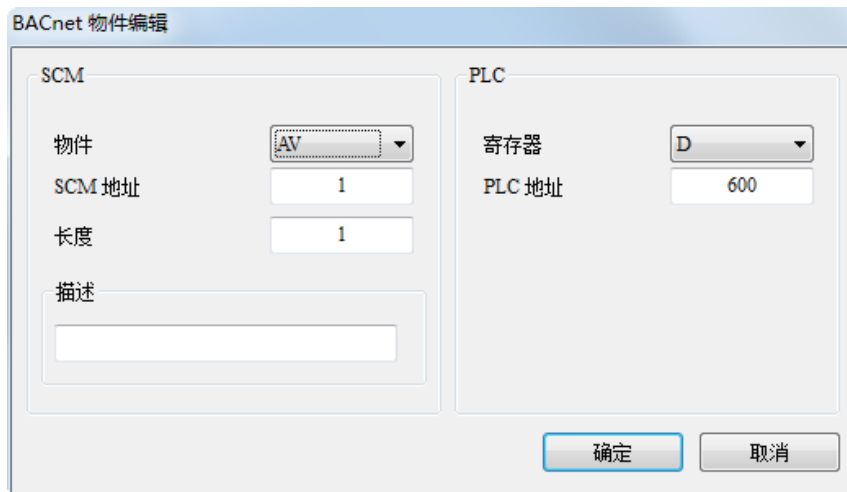 BACnet 物件编辑
SCM
物件 AV
SCM 地址 1
长度 1
描述
PLC
寄存器 D
PLC 地址 600
确定 取消